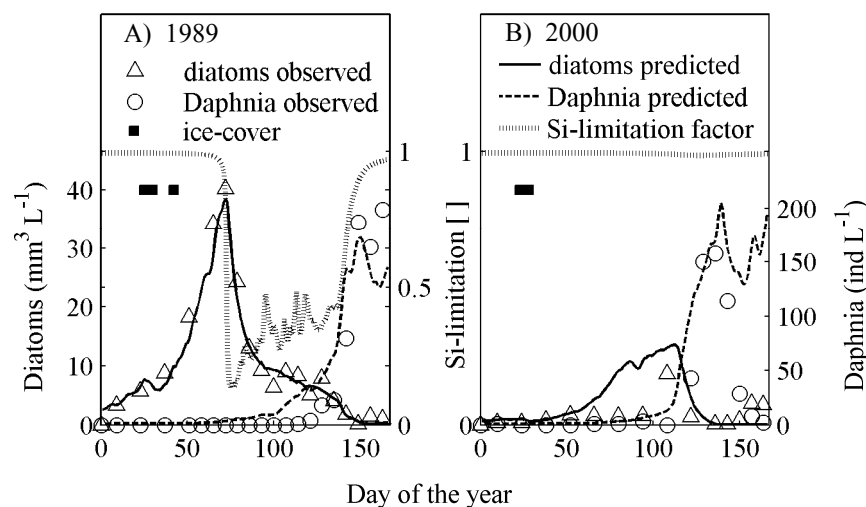 A) 1989
diatoms observed
Daphnia observed
ice-cover
B) 2000
diatoms predicted
Daphnia predicted
Si-limitation factor
Diatoms (mm³ L⁻¹)
40
30
20
10
0
1
0.5
0
0
50
100
150
Si-limitation [ ]
1
0
50
100
150
200
150
100
50
0
Daphnia (ind L⁻¹)
Day of the year